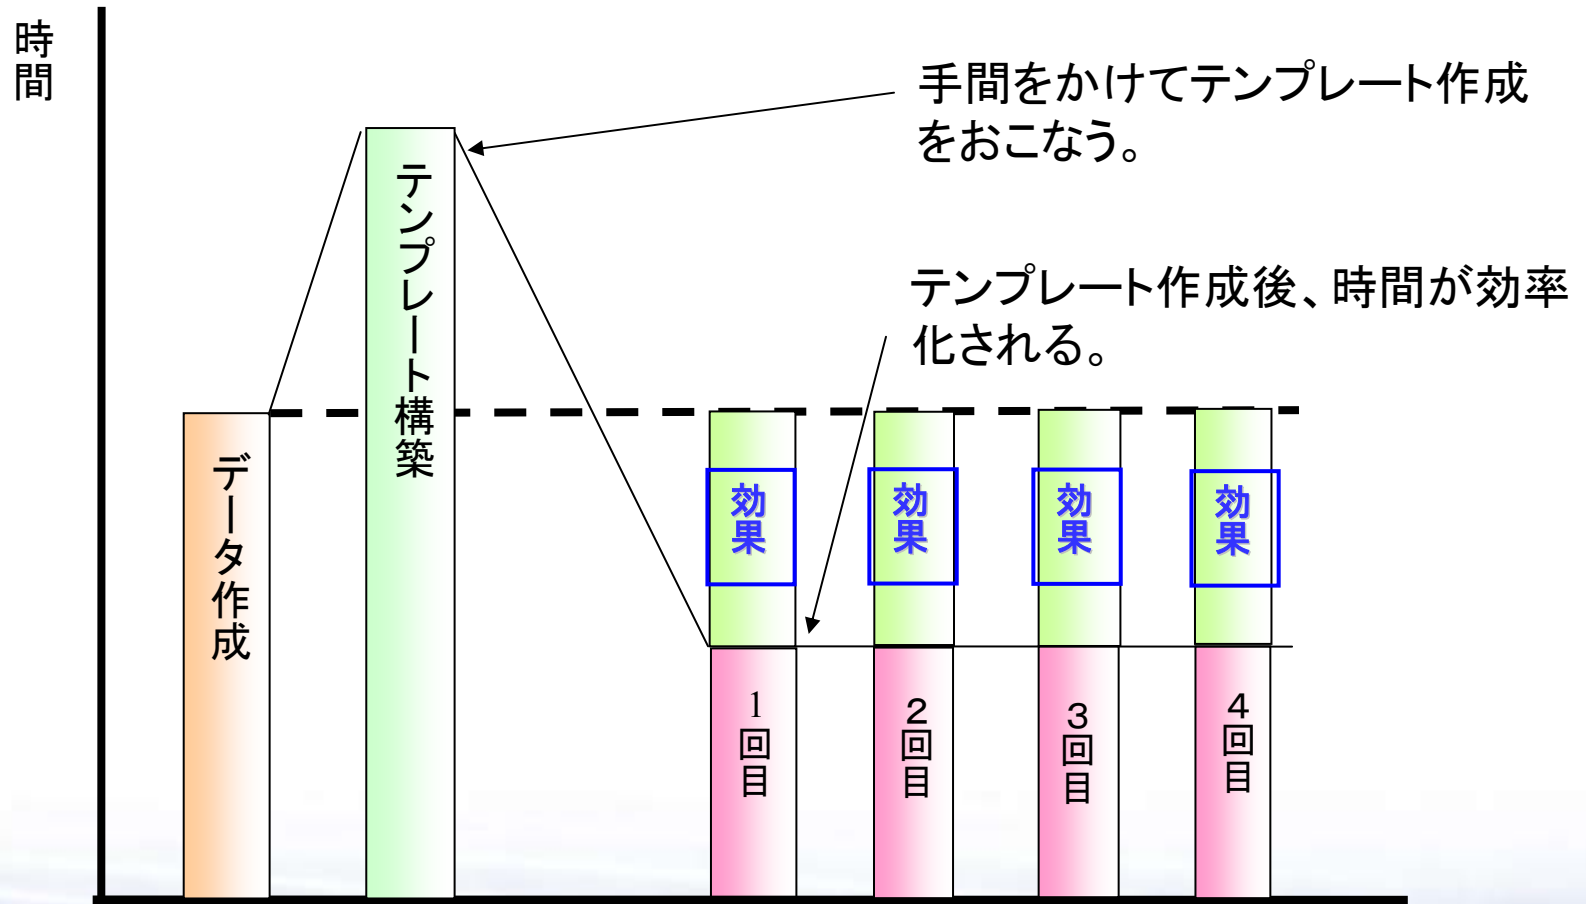 時間
手間をかけてテンプレート作成
をおこなう。
テンプレート作成後、時間が効率
化される。
データ作成
テンプレート構築
効果
効果
効果
効果
1回目
２回目
３回目
４回目